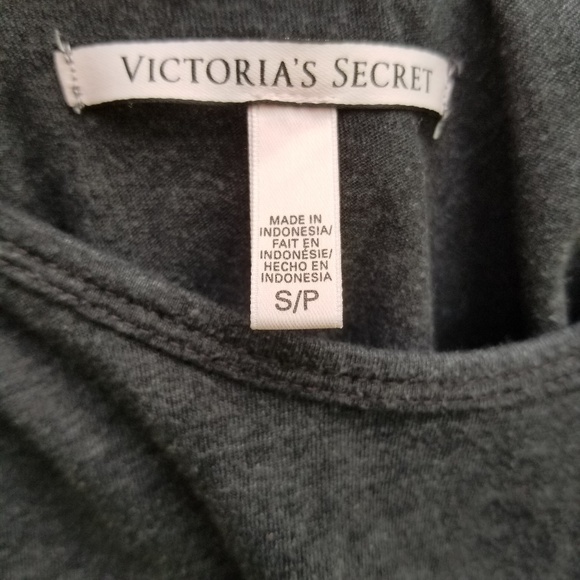 VICTORIA'S SECRET
MADE IN
INDONESIA/
FAIT EN
INDONÉSIE/
HECHO EN
INDONESIA
S/P